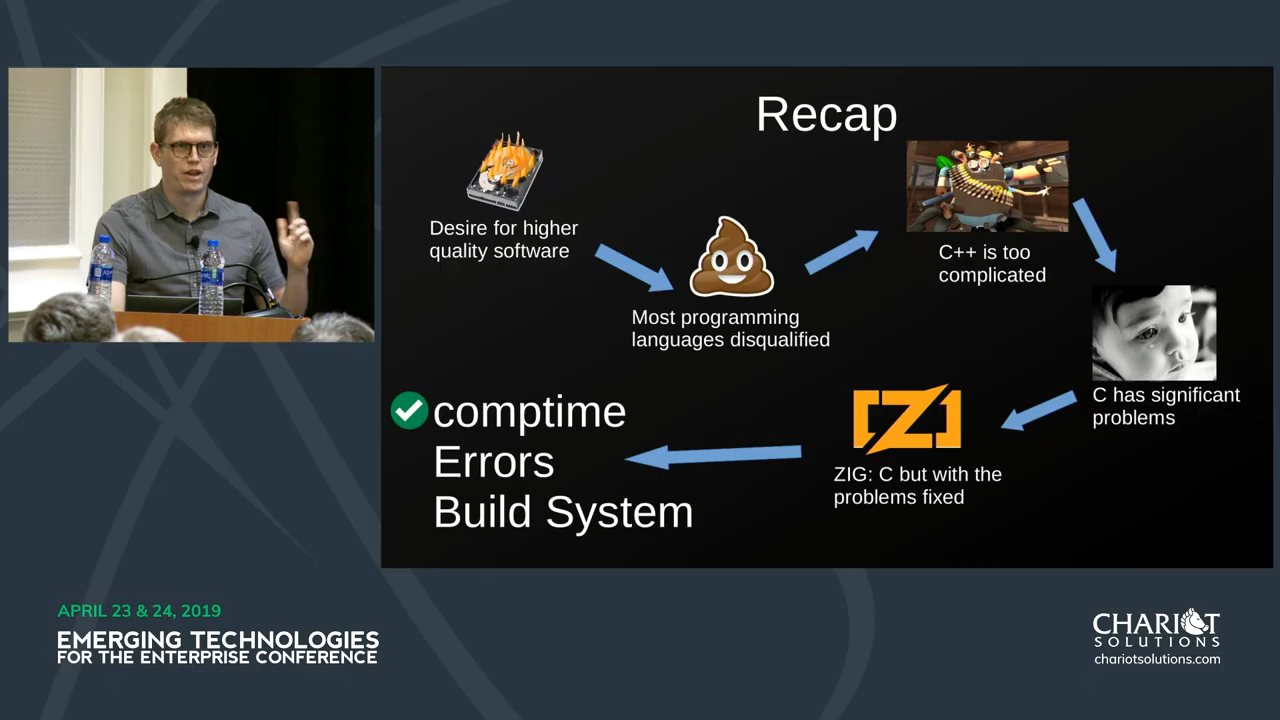 Recap
Desire for higher
quality software
Most programming
languages disqualified
C++ is too
complicated
C has significant
problems
ZIG: C but with the
problems fixed
comptime
Errors
Build System
APRIL 23 & 24, 2019
EMERGING TECHNOLOGIES
FOR THE ENTERPRISE CONFERENCE
CHARIOT
SOLUTIONS
chariotsolutions.com